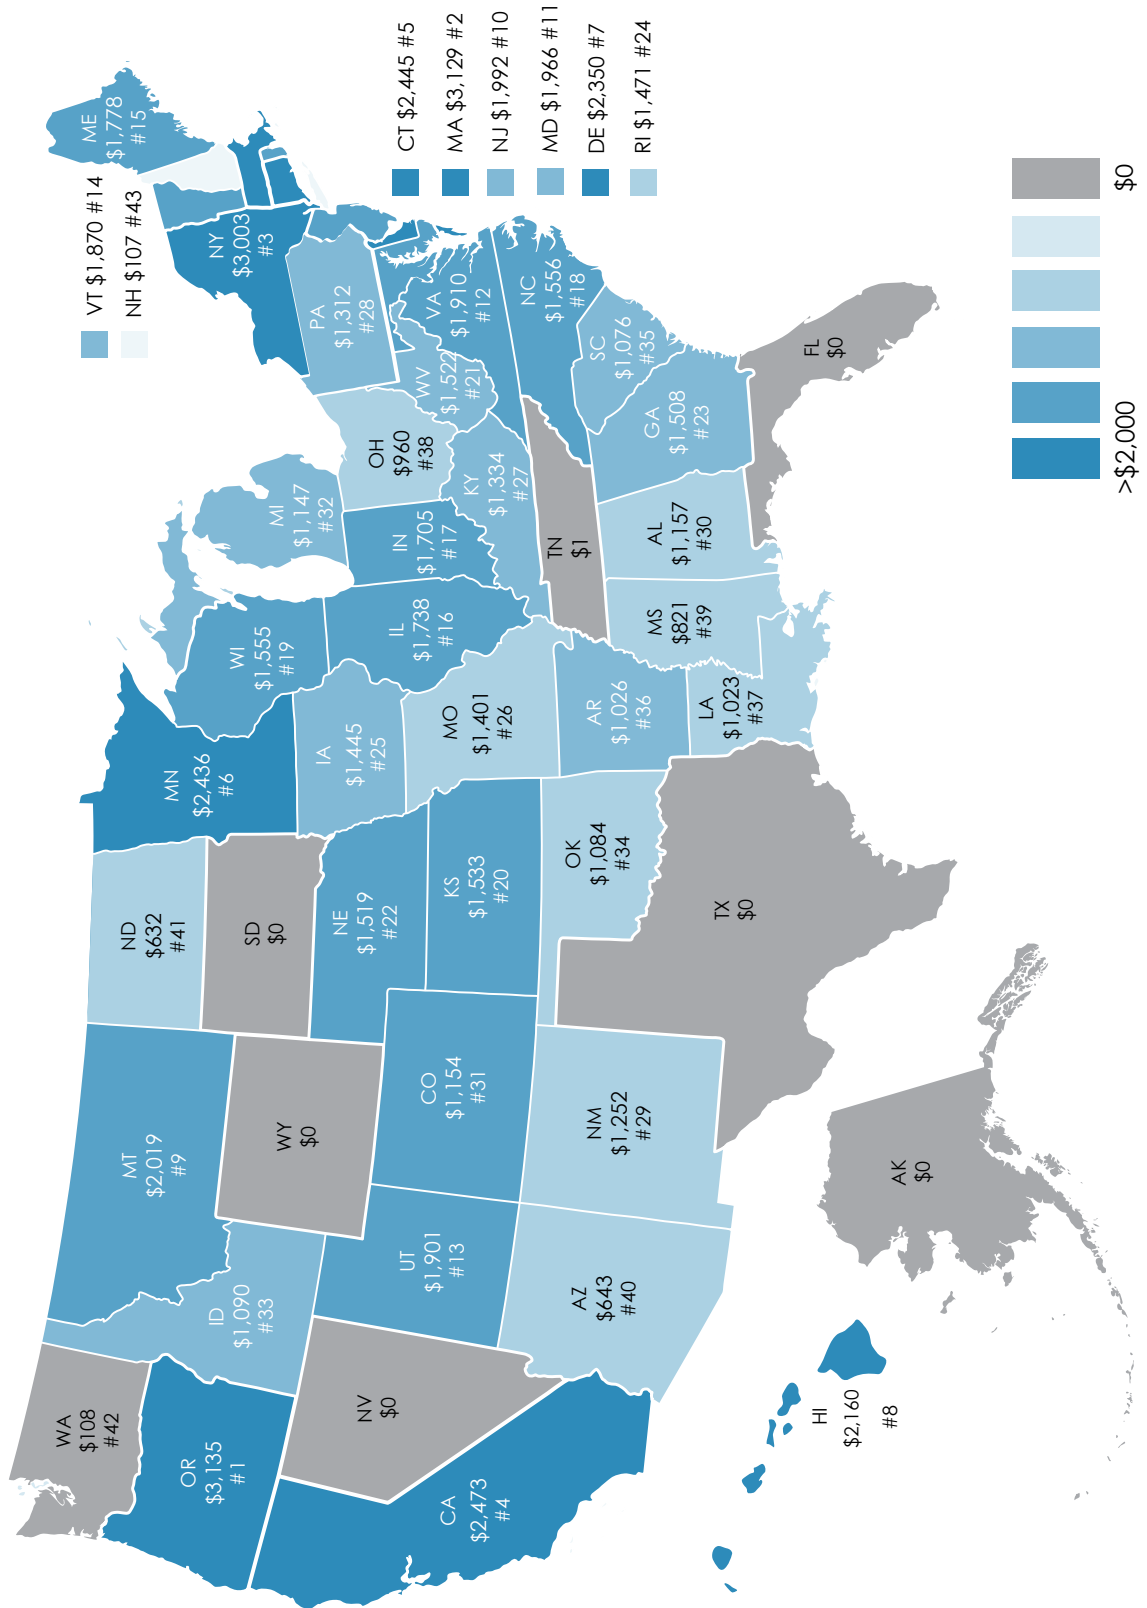 WA
$108
#42
OR
$3,135
#1
CA
$2,473
#4
NV
$0
ID
$1,090
#33
MT
$2,019
#9
WY
$0
UT
$1,901
#13
AZ
$643
#40
CO
$1,154
#31
NM
$1,252
#29
ND
$632
#41
SD
$0
NE
$1,519
#22
KS
$1,533
#20
OK
$1,084
#34
TX
$0
MN
$2,436
#6
IA
$1,445
#25
MO
$1,401
#26
AR
$1,026
#36
LA
$1,023
#37
WI
$1,555
#19
IL
$1,738
#16
MS
$821
#39
MI
$1,147
#32
IN
$1,705
#17
KY
$1,334
#27
TN
$1
AL
$1,157
#30
OH
$960
#38
WV
$1,522
#21
GA
$1,508
#23
FL
$0
PA
$1,312
#28
VA
$1,910
#12
NC
$1,556
#18
SC
$1,076
#35
NY
$3,003
#3
ME
$1,778
#15
VT $1,870 #14
NH $107 #43
CT $2,445 #5
MA $3,129 #2
NJ $1,992 #10
MD $1,966 #11
DE $2,350 #7
RI $1,471 #24
HI
$2,160
#8
AK
$0
>$2,000
$0